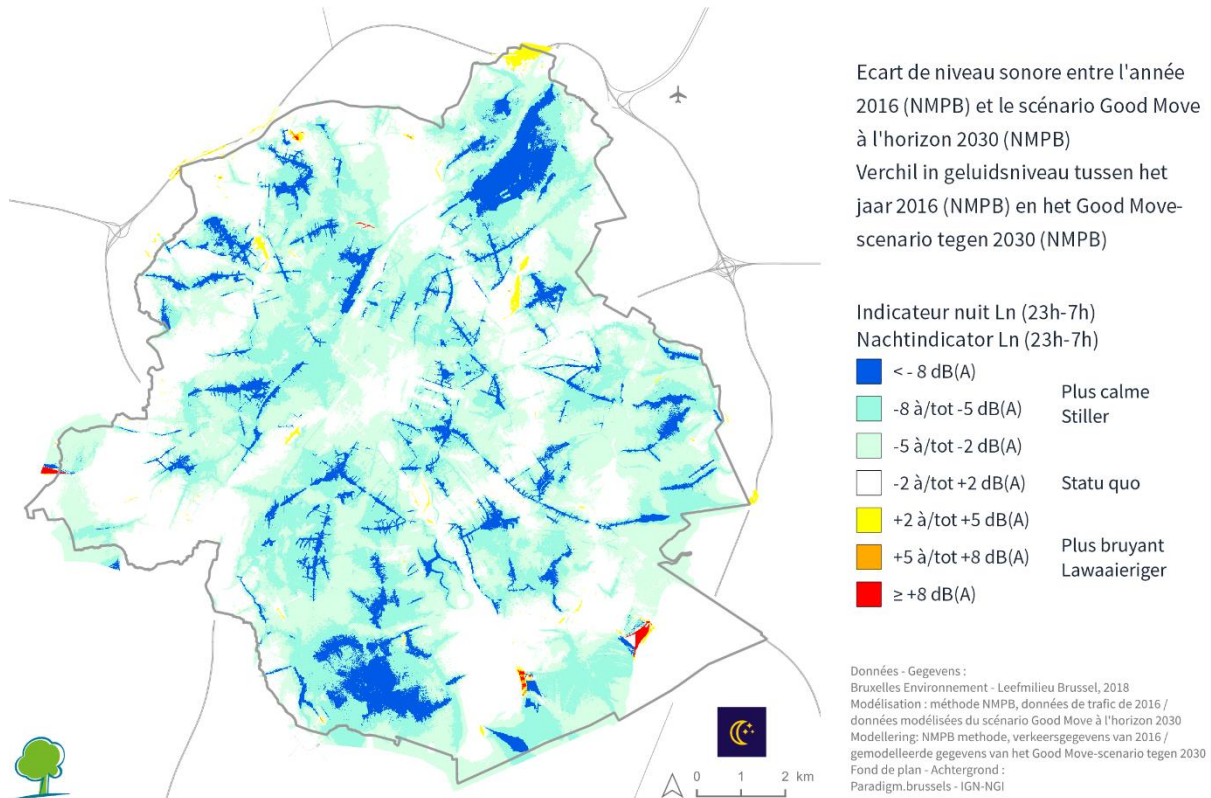 Ecart de niveau sonore entre l'année
2016 (NMPB) et le scénario Good Move
à l'horizon 2030 (NMPB)
Verchil in geluidsniveau tussen het
jaar 2016 (NMPB) en het Good Move-
scenario tegen 2030 (NMPB)
Indicateur nuit Ln (23h-7h)
Nachtindicator Ln (23h-7h)
< - 8 dB(A)
-8 à/tot -5 dB(A)
-5 à/tot -2 dB(A)
Plus calme
Stiller
-2 à/tot +2 dB(A)
Statu quo
+2 à/tot +5 dB(A)
+5 à/tot +8 dB(A)
≥ +8 dB(A)
Plus bruyant
Lawaaieriger
Données - Gegevens :
Bruxelles Environnement - Leefmilieu Brussel, 2018
Modélisation : méthode NMPB, données de trafic de 2016 /
données modélisées du scénario Good Move à l'horizon 2030
Modellering: NMPB methode, verkeersgegevens van 2016 /
gemodelleerde gegevens van het Good Move-scenario tegen 2030
Fond de plan - Achtergrond :
Paradigm.brussels - IGN-NGI
0 1 2 km